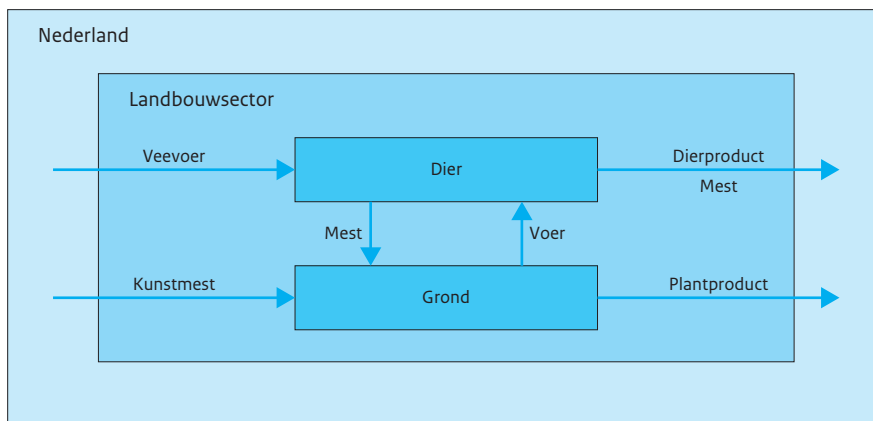 Nederland
Landbouwsector
Veevoer
Dier
Dierproduct
Mest
Mest
Voer
Kunstmest
Grond
Plantproduct